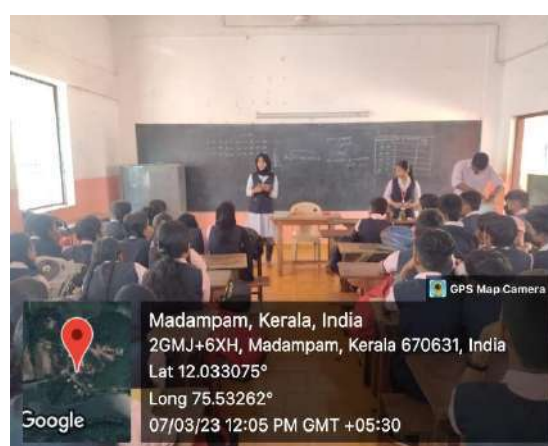 GPS Map Camera
Madampam, Kerala, India
2GMJ+6XH, Madampam, Kerala 670631, India
Lat 12.033075°
Long 75.53262°
Google
07/03/23 12:05 PM GMT +05:30